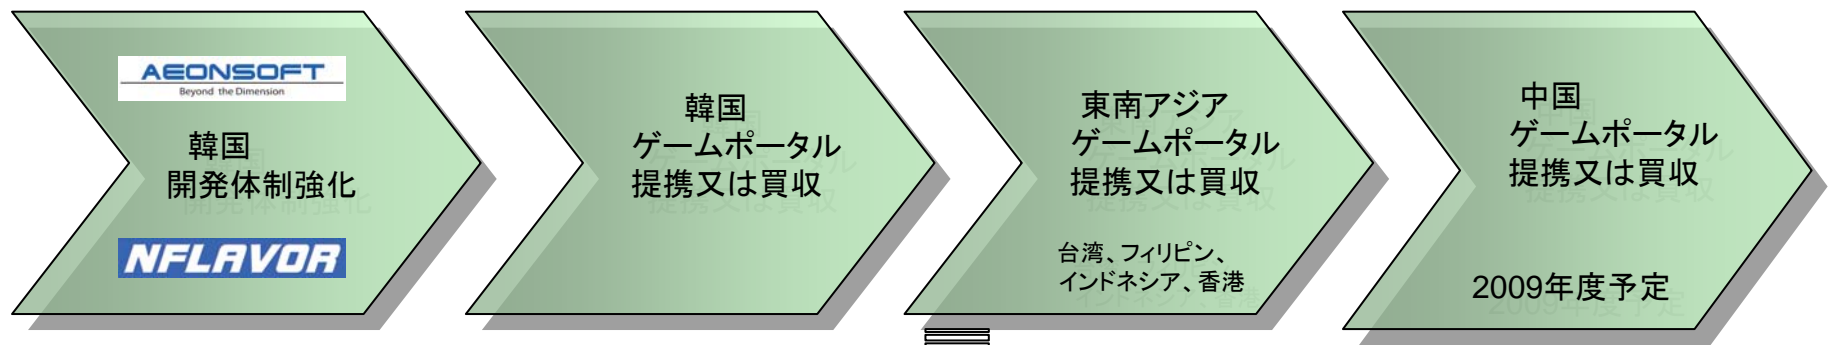 AEONSOFT
Beyond the Dimension
韓国
開発体制強化
NFLAVOR
韓国
ゲームポータル
提携又は買収
東南アジア
ゲームポータル
提携又は買収
台湾、フィリピン、
インドネシア、香港
中国
ゲームポータル
提携又は買収
2009年度予定